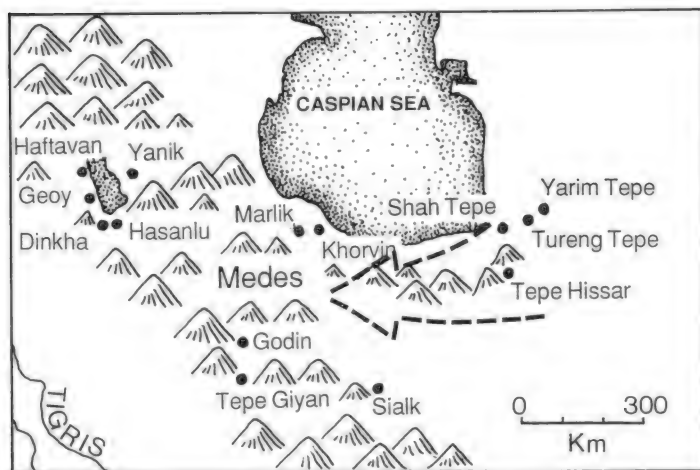 CASPIAN SEA
Haftavan
Yanik
Geoy
Dinkha
Hasanlu
Marlik
Khorvin
Shah Tepe
Yarim Tepe
Tureng Tepe
Tepe Hissar
Medes
Godin
Tepe Giyan
Sialk
TIGRIS
0 300
Km